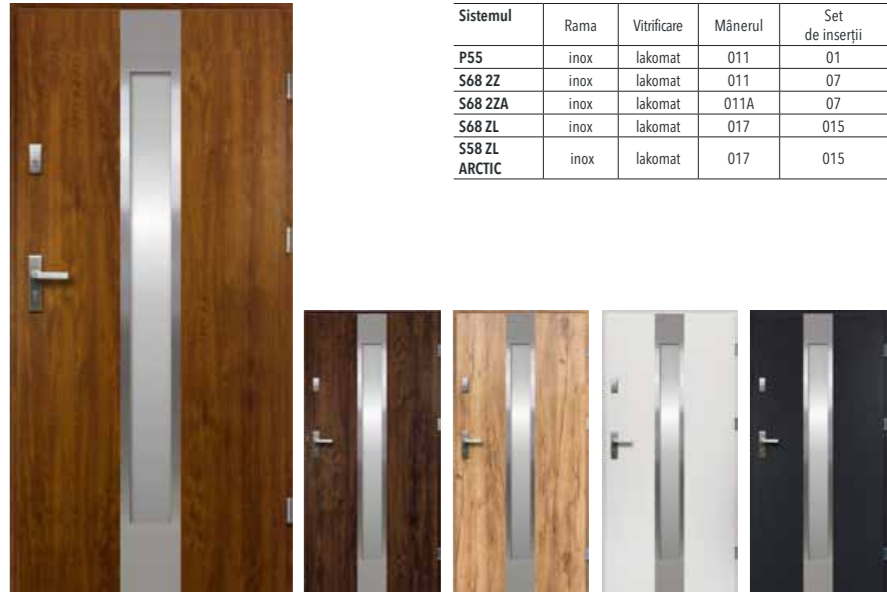 Sistemul Rama Vitrificare Mânerul Set
de inserții
P55 inox lakomat 011 01
S68 2Z inox lakomat 011 07
S68 2ZA inox lakomat 011A 07
S68 ZL inox lakomat 017 015
S58 ZL
ARCTIC inox lakomat 017 015